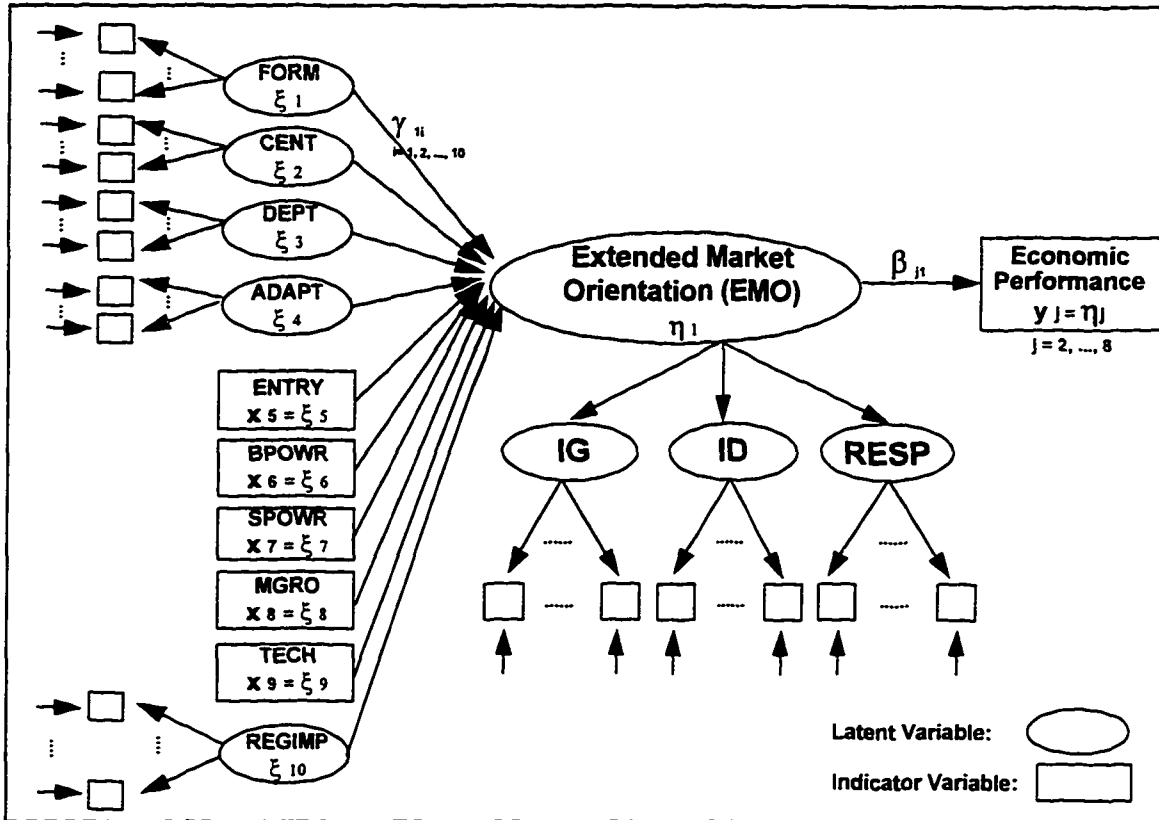 FORM
ξ 1
γ 1i
i=1, 2, ..., 10
CENT
ξ 2
DEPT
ξ 3
ADAPT
ξ 4
Extended Market
Orientation (EMO)
η 1
β j1
Economic
Performance
y j = η j
j = 2, ..., 8
ENTRY
x 5 = ξ 5
BPOWR
x 6 = ξ 6
SPOWR
x 7 = ξ 7
MGRO
x 8 = ξ 8
TECH
x 9 = ξ 9
REGIMP
ξ 10
IG
ID
RESP
Latent Variable:
Indicator Variable: